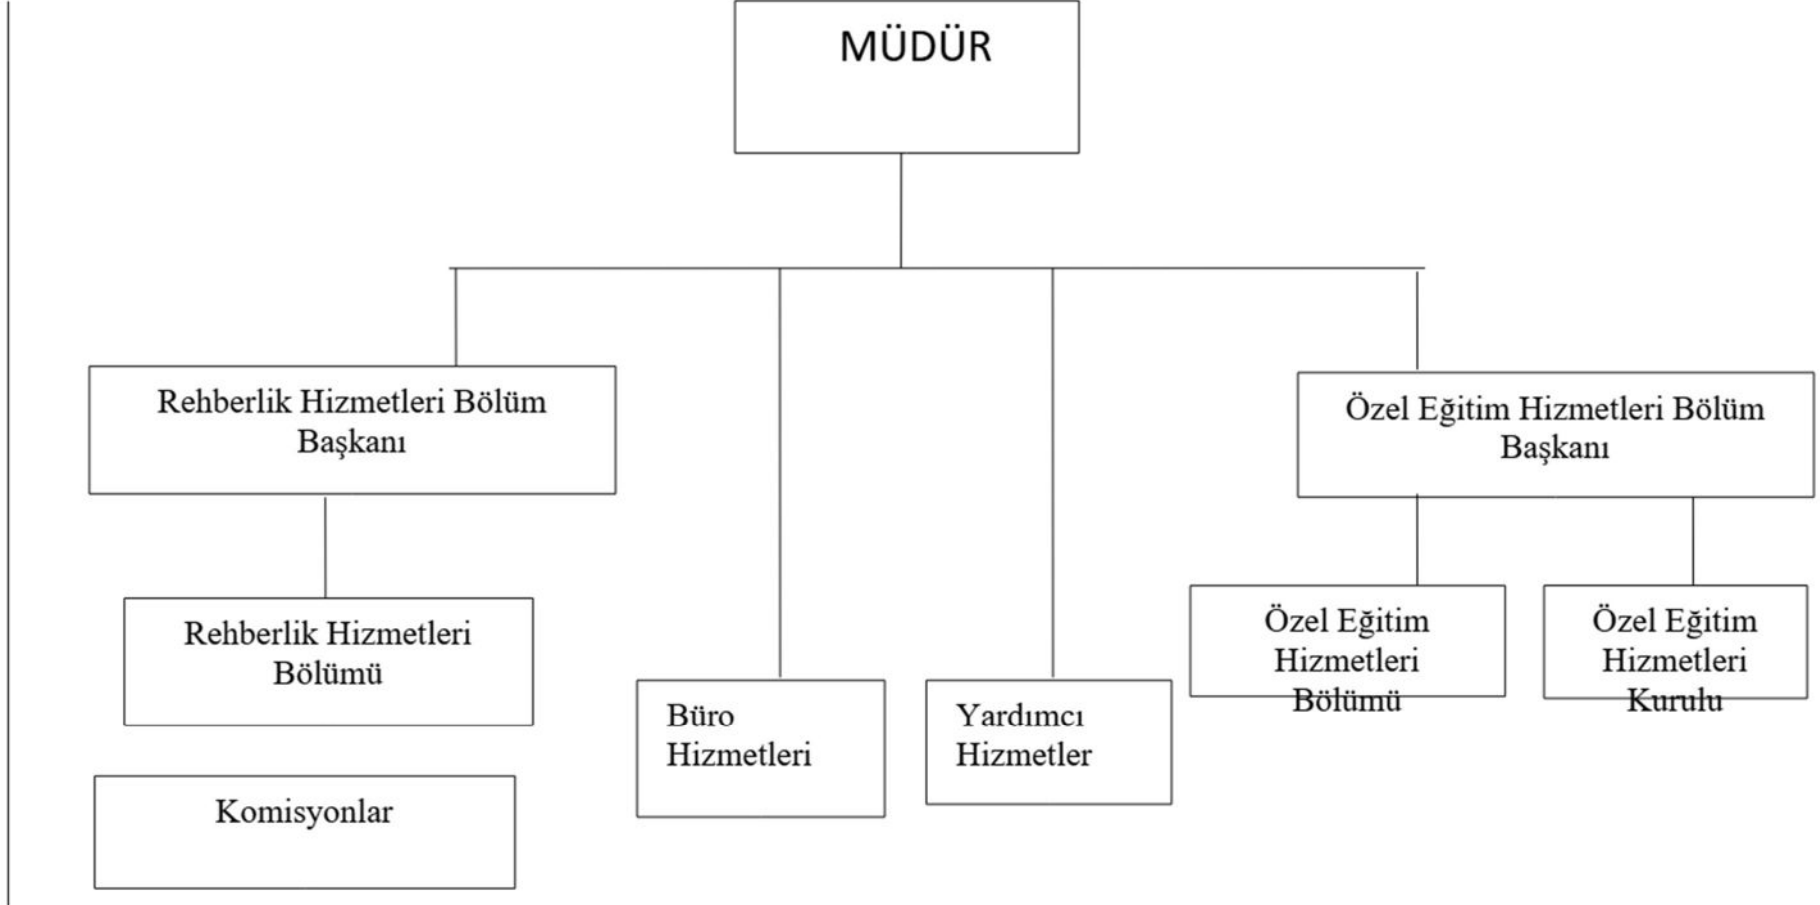 MÜDÜR
Rehberlik Hizmetleri Bölüm
Başkanı
Özel Eğitim Hizmetleri Bölüm
Başkanı
Rehberlik Hizmetleri
Bölümü
Büro
Hizmetleri
Yardımcı
Hizmetler
Özel Eğitim
Hizmetleri
Bölümü
Özel Eğitim
Hizmetleri
Kurulu
Komisyonlar